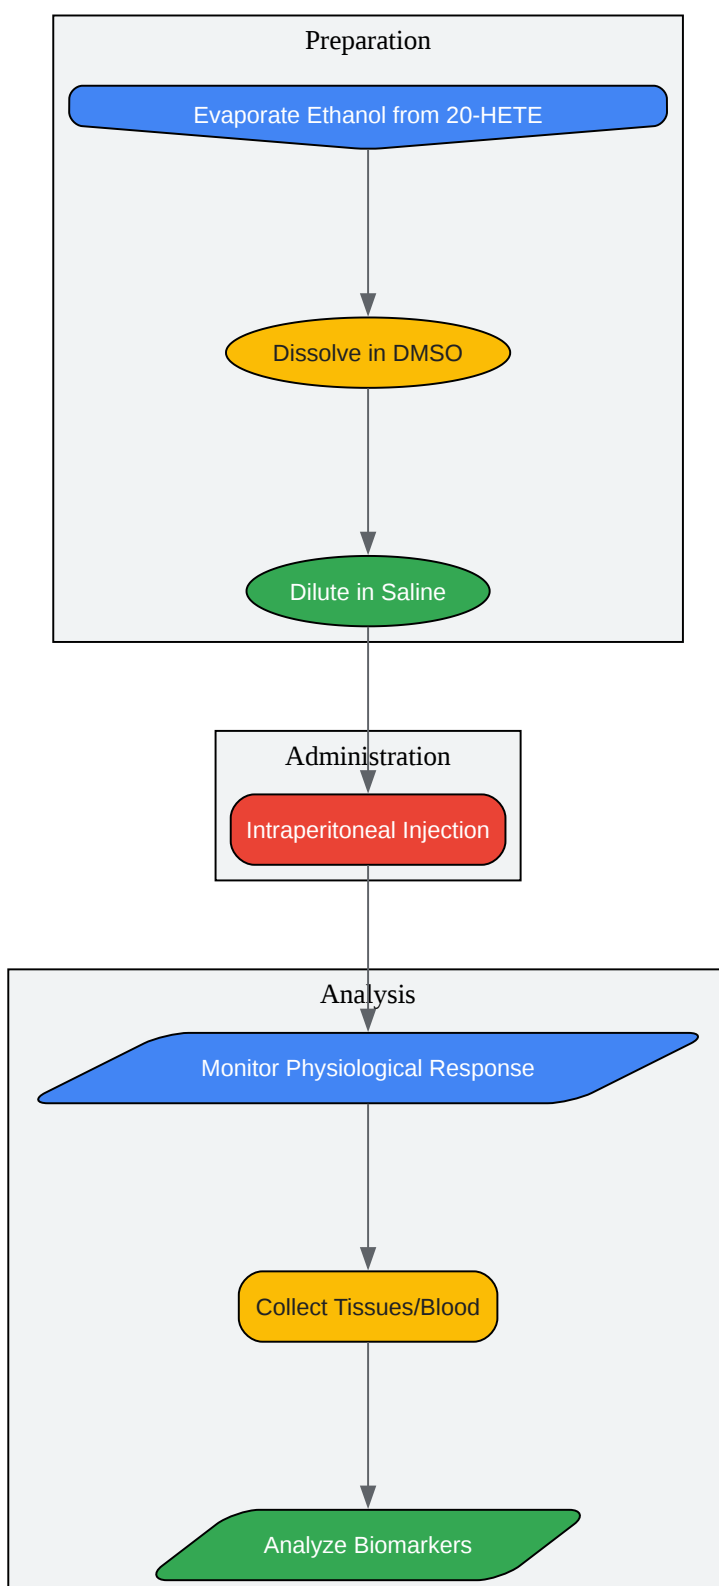 Preparation
Evaporate Ethanol from 20-HETE
Dissolve in DMSO
Dilute in Saline
Administration
Intraperitoneal Injection
Analysis
Monitor Physiological Response
Collect Tissues/Blood
Analyze Biomarkers